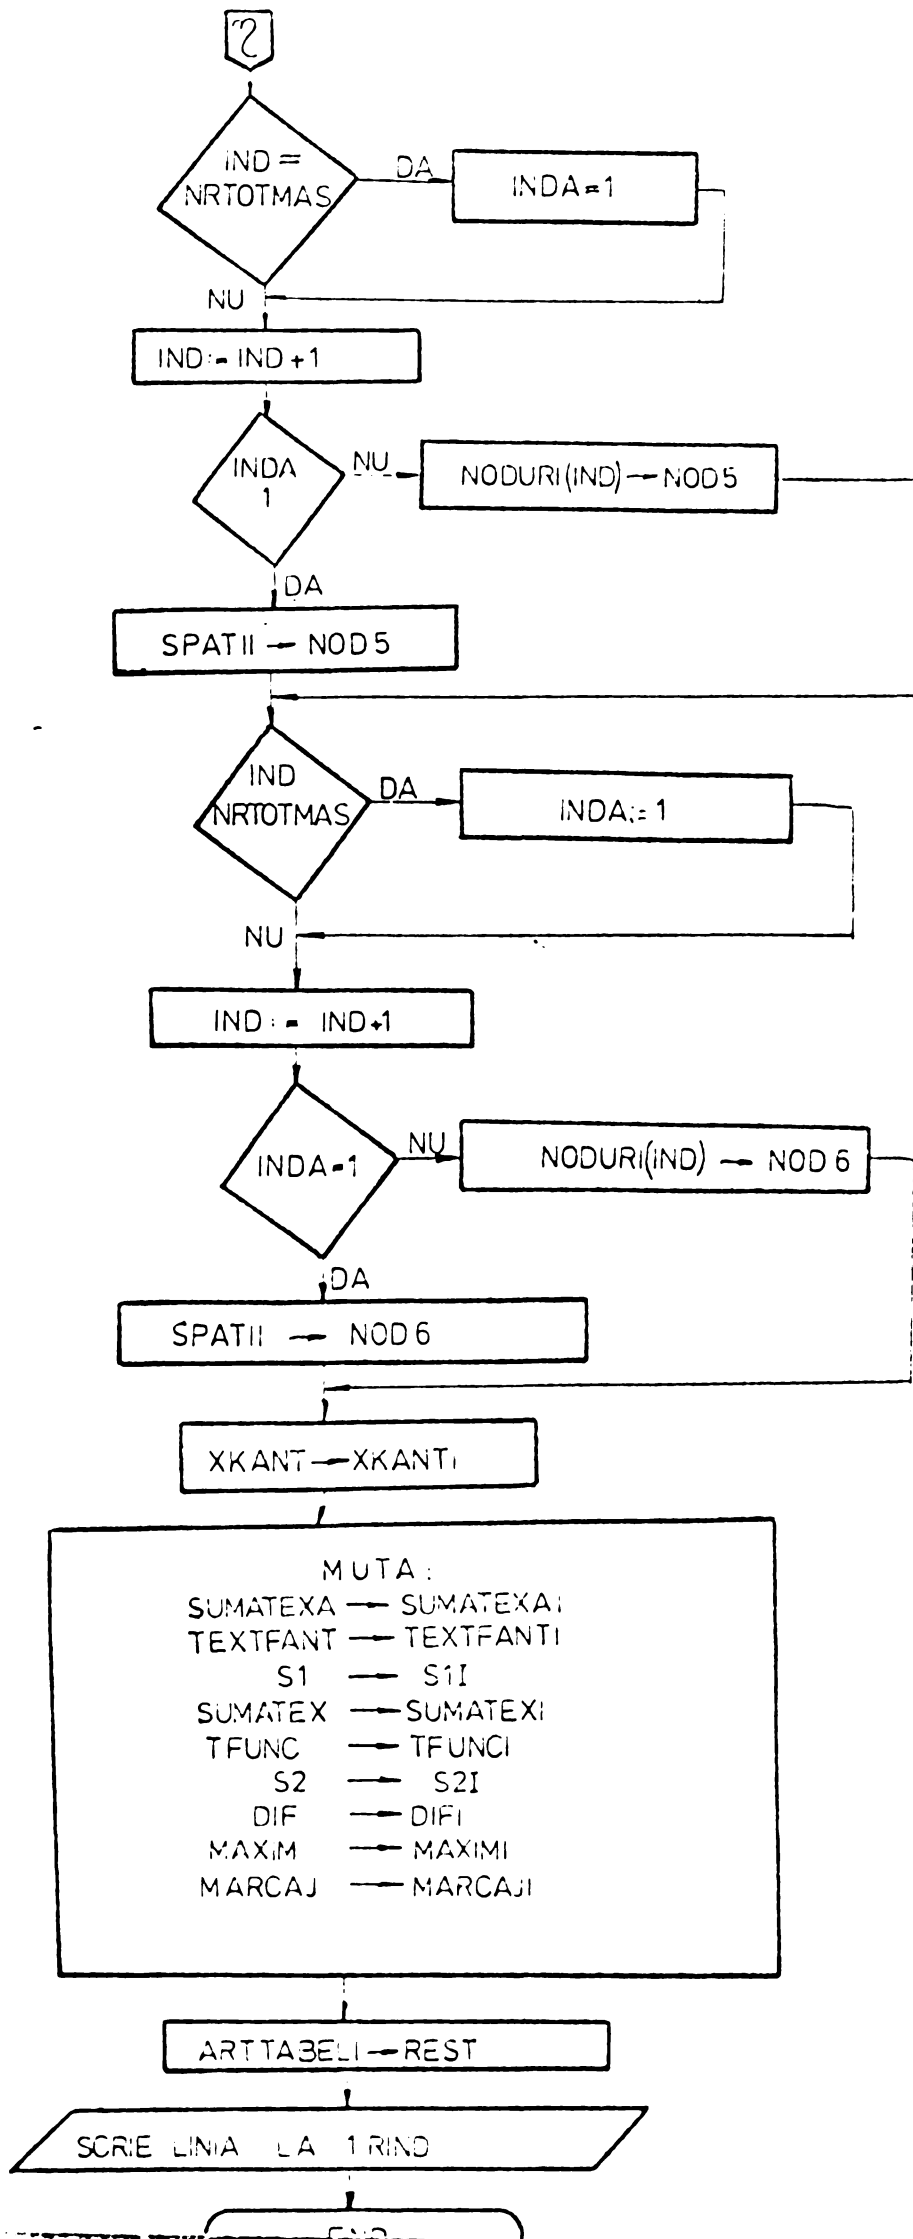 2
IND =
NRTOTMAS
DA
INDA=1
NU
IND:=IND+1
INDA
1
NU
NODURI(IND)→NOD5
DA
SPATII → NOD5
IND
NRTOTMAS
DA
INDA:=1
NU
IND:= IND+1
INDA=1
NU
NODURI(IND) → NOD6
DA
SPATII → NOD6
XKANT→XKANTI
MUTA:
SUMATEXA → SUMATEXAI
TEXTFANT → TEXTFANTI
S1 → S1I
SUMATEX → SUMATEXI
TFUNC → TFUNCI
S2 → S2I
DIF → DIFI
MAXIM → MAXIMI
MARCAJ → MARCAJI
ARTTABELI→REST
SCRIE LINIA LA 1 RIND